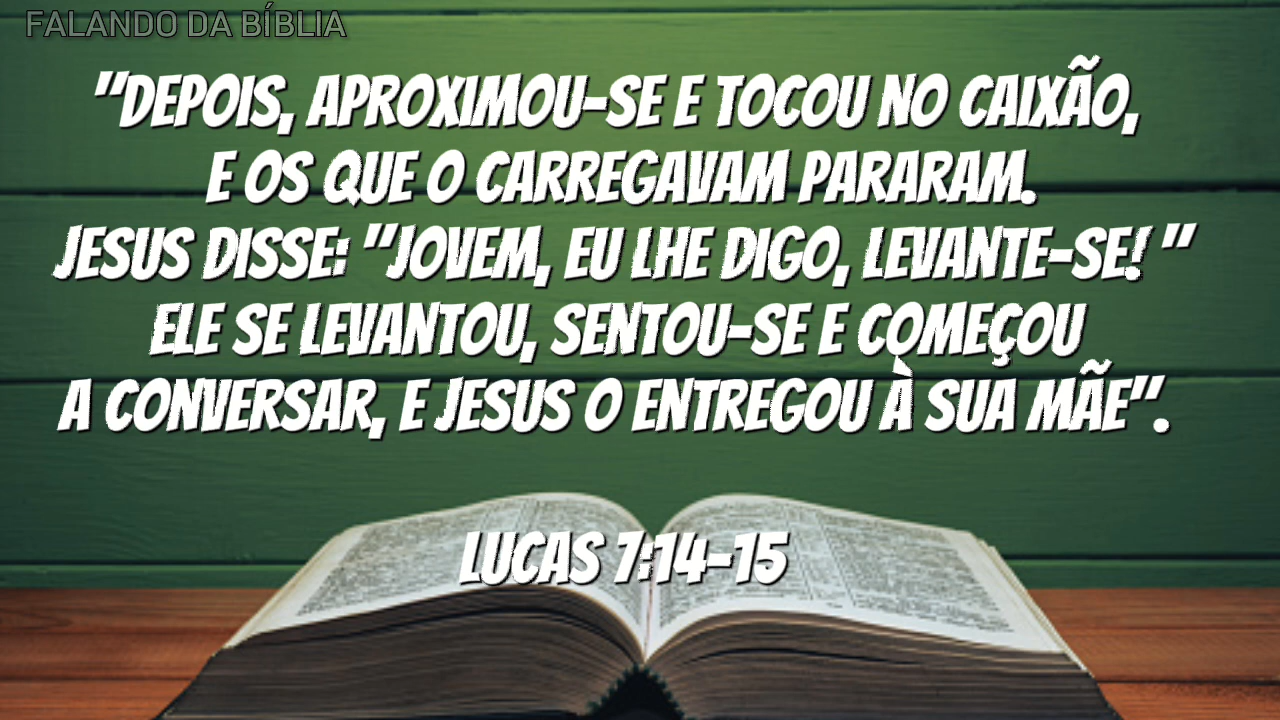 FALANDO DA BÍBLIA
"DEPOIS, APROXIMOU-SE E TOCOU NO CAIXÃO,
E OS QUE O CARREGAVAM PARARAM.
JESUS DISSE: "JOVEM, EU LHE DIGO, LEVANTE-SE! "
ELE SE LEVANTOU, SENTOU-SE E COMEÇOU
A CONVERSAR, E JESUS O ENTREGOU À SUA MÃE".
LUCAS 7:14-15